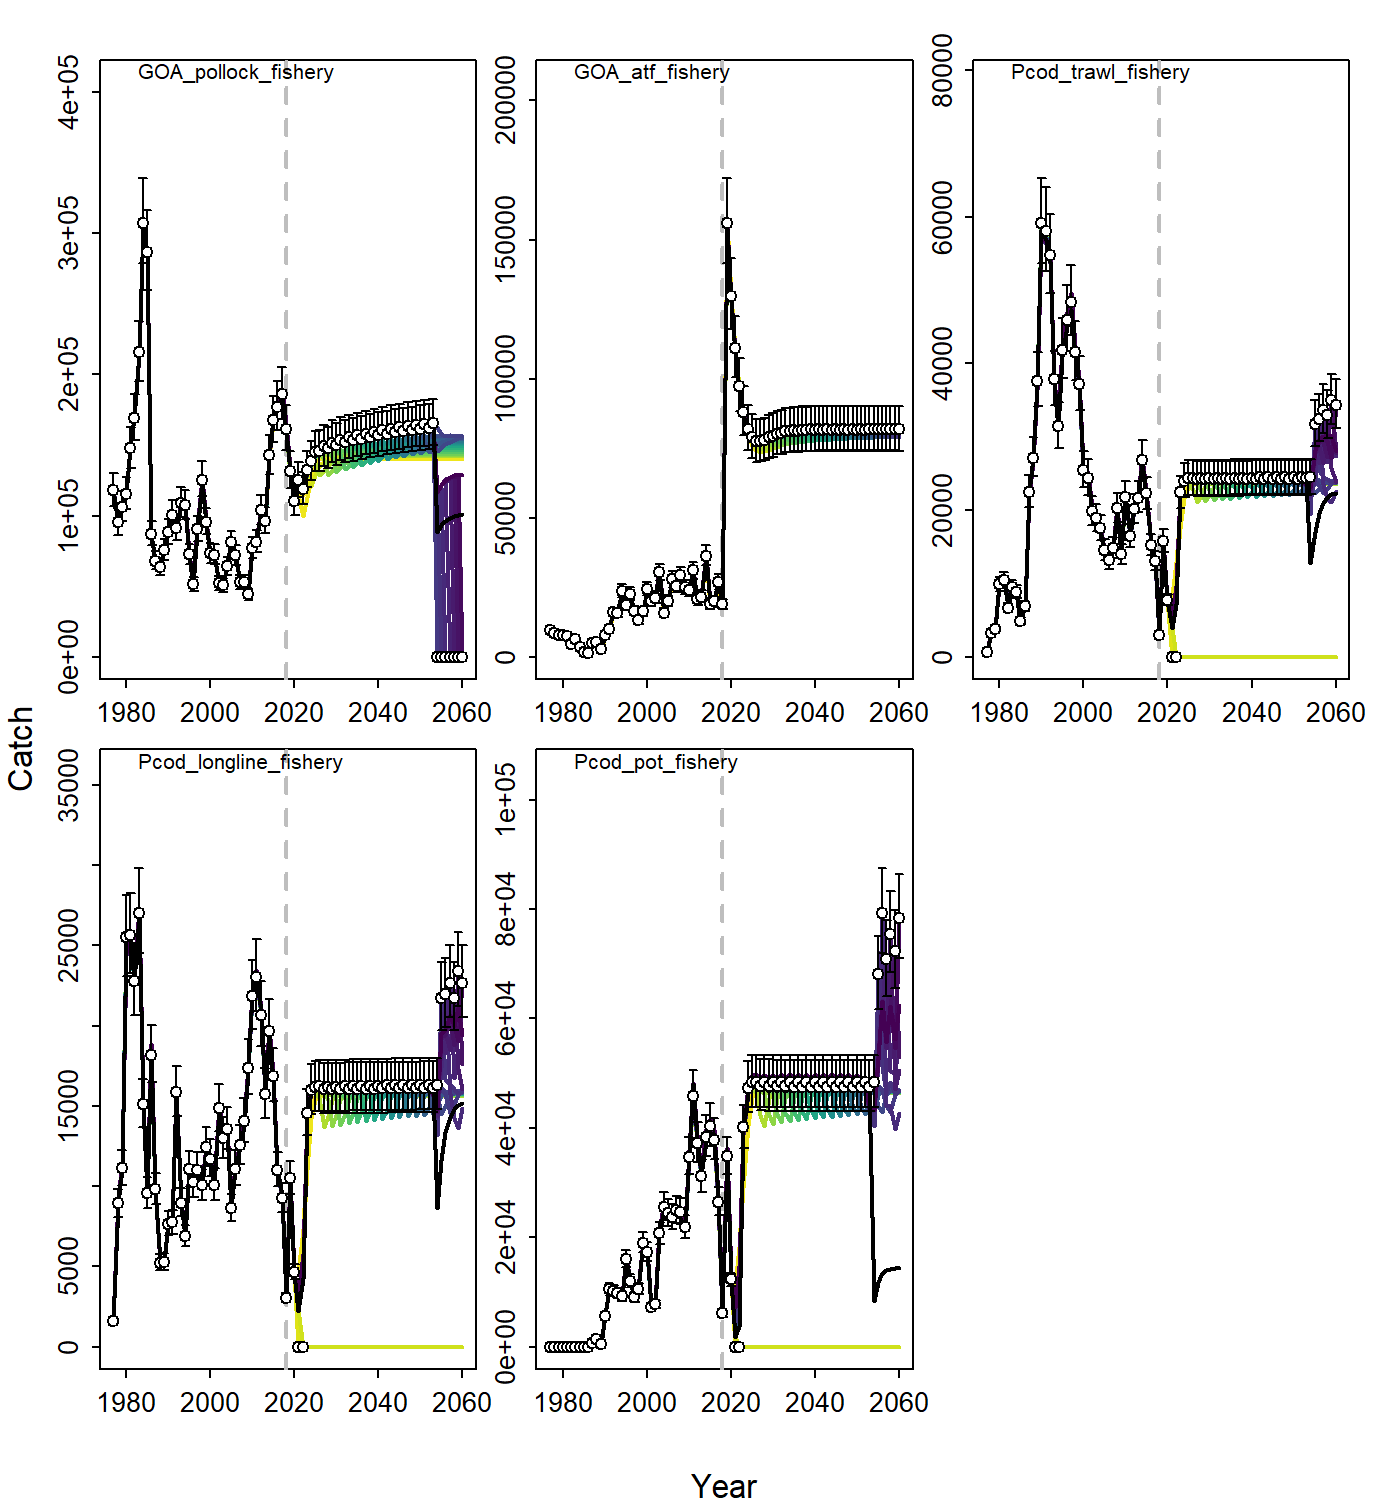 GOA_pollock_fishery
0e+00 1e+05 2e+05 3e+05 4e+05
1980 2000 2020 2040 2060
GOA_atf_fishery
0 50000 100000 150000 200000
1980 2000 2020 2040 2060
Pcod_trawl_fishery
0 20000 40000 60000 80000
1980 2000 2020 2040 2060
Catch
Pcod_longline_fishery
0 5000 15000 25000 35000
1980 2000 2020 2040 2060
Pcod_pot_fishery
0e+00 2e+04 4e+04 6e+04 8e+04 1e+05
1980 2000 2020 2040 2060
Year